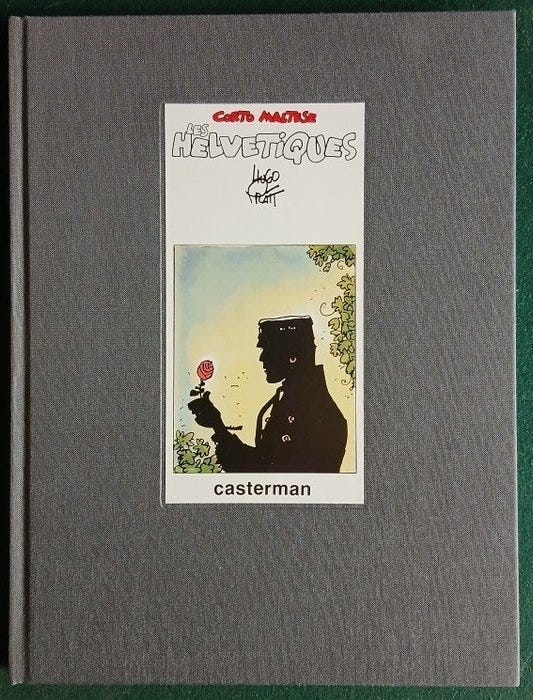 CORTO MALTESE
LES
HELVETiQUES
HUGO
PRATT
casterman